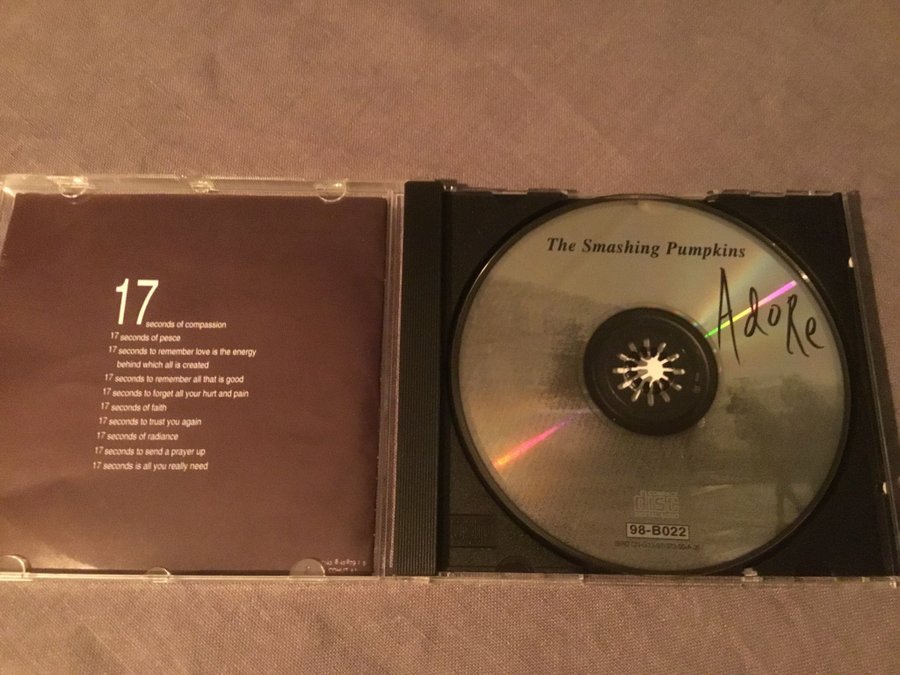 17
seconds of compassion
17 seconds of pesce
17 seconds to remember love is the energy
behind which all is created
17 seconds to remember all that is good
17 seconds to forget all your hurt and pain
17 seconds of faith
17 seconds to trust you again
17 seconds of radiance
17 seconds to send a prayer up
17 seconds is all you really need
The Smashing Pumpkins
AdoRe
disc
98-B022